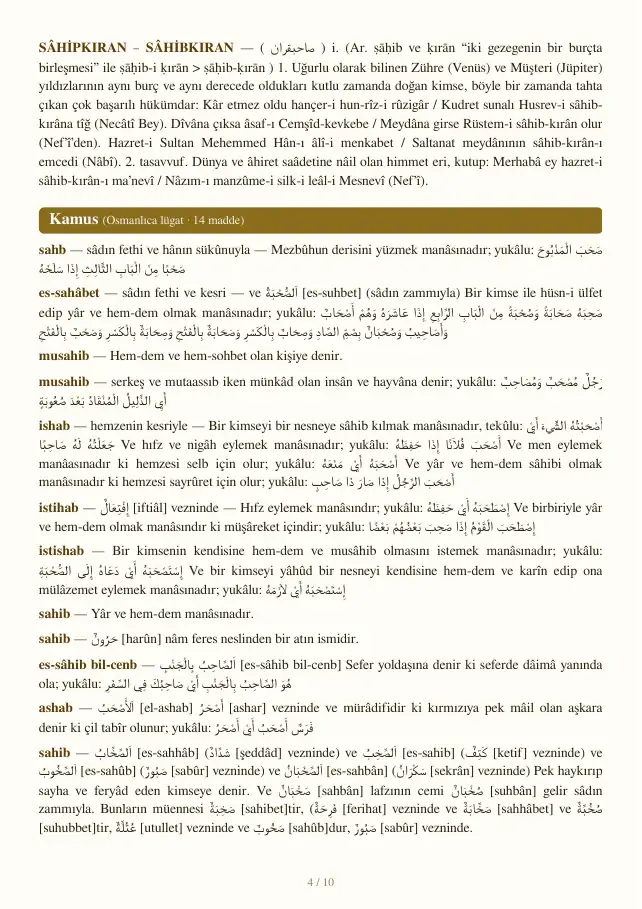 SÂHİPKIRAN – SÂHİBKIRAN — ( صاحبقران ) i. (Ar. ṣāḥib ve ḳırān “iki gezegenin bir burçta
birleşmesi” ile ṣāḥib-i ḳırān > ṣāḥib-ḳırān ) 1. Uğurlu olarak bilinen Zühre (Venüs) ve Müşteri (Jüpiter)
yıldızlarının aynı burç ve aynı derecede oldukları kutlu zamanda doğan kimse, böyle bir zamanda tahta
çıkan çok başarılı hükümdar: Kâr etmez oldu hançer-i hun-rîz-i rûzigâr / Kudret sunalı Husrev-i sâhib-
kırâna tîğ (Necâtî Bey). Dîvâna çıksa âsaf-ı Cemşîd-kevkebe / Meydâna girse Rüstem-i sâhib-kırân olur
(Nef’î’den). Hazret-i Sultan Mehemmed Hân-ı âlî-menkabet / Saltanat meydânının sâhib-kırân-ı
emcedi (Nâbî). 2. tasavvuf. Dünya ve âhiret saâdetine nâil olan himmet eri, kutup: Merhabâ ey hazret-i
sâhib-kırân-ı ma’nevî / Nâzım-ı manzûme-i silk-i leâl-i Mesnevî (Nef’î).
Kamus (Osmanlıca lügat · 14 madde)
sahb — sâdın fethi ve hânın sükûnuyla — Mezbûhun derisini yüzmek manâsınadır; yukâlu: صَحَبَ الْمَذْبُوحَ
صَحْبًا مِنَ الْبَابِ الثَّالِثِ إِذَا سَلَخَهُ
es-sahâbet — sâdın fethi ve kesri — ve اَلصُّحْبَةُ [es-suhbet] (sâdın zammıyla) Bir kimse ile hüsn-i ülfet
edip yâr ve hem-dem olmak manâsınadır; yukâlu: صَحِبَهُ صَحَابَةً وَصُحْبَةً مِنَ الْبَابِ الرَّابِعِ إِذَا عَاشَرَهُ وَهُمْ أَصْحَابٌ
وَأَصَاحِيبُ وَصُحْبَانٌ بِضَمِّ الصَّادِ وَصِحَابٌ بِالْكَسْرِ وَصَحَابَةٌ بِالْفَتْحِ وَصِحَابَةٌ بِالْكَسْرِ وَصَحْبٌ بِالْفَتْحِ
musahib — Hem-dem ve hem-sohbet olan kişiye denir.
musahib — serkeş ve mutaassıb iken münkâd olan insân ve hayvâna denir; yukâlu: رَجُلٌ مُصْحَبٌ وَمُصَاحِبٌ
أَيِ الذَّلِيلُ الْمُنْقَادُ بَعْدَ صُعُوبَةٍ
ishab — hemzenin kesriyle — Bir kimseyi bir nesneye sâhib kılmak manâsınadır, tekûlu: أَصْحَبْتُهُ الشَّيْءَ أَيْ
جَعَلْتُهُ لَهُ صَاحِبًا Ve hıfz ve nigâh eylemek manâsınadır; yukâlu: أَصْحَبَ فُلَانًا إِذَا حَفِظَهُ Ve men eylemek
manâasınadır ki hemzesi selb için olur; yukâlu: أَصْحَبَهُ أَيْ مَنَعَهُ Ve yâr ve hem-dem sâhibi olmak
manâsınadır ki hemzesi sayrûret için olur; yukâlu: أَصْحَبَ الرَّجُلُ إِذَا صَارَ ذَا صَاحِبٍ
istihab — إِفْتِعَالٌ [iftiâl] vezninde — Hıfz eylemek manâsındır; yukâlu: إِصْطَحَبَهُ أَيْ حَفِظَهُ Ve birbiriyle yâr
ve hem-dem olmak manâsındır ki müşâreket içindir; yukâlu: إِصْطَحَبَ الْقَوْمُ إِذَا صَحِبَ بَعْضُهُمْ بَعْضًا
istishab — Bir kimsenin kendisine hem-dem ve musâhib olmasını istemek manâsınadır; yukâlu:
إِسْتَصْحَبَهُ أَيْ دَعَاهُ إِلَى الصُّحْبَةِ Ve bir kimseyi yâhûd bir nesneyi kendisine hem-dem ve karîn edip ona
mülâzemet eylemek manâsınadır; yukâlu: إِسْتَصْحَبَهُ أَيْ لَازَمَهُ
sahib — Yâr ve hem-dem manâsınadır.
sahib — حَرُونٌ [harûn] nâm feres neslinden bir atın ismidir.
es-sâhib bil-cenb — اَلصَّاحِبُ بِالْجَنْبِ [es-sâhib bil-cenb] Sefer yoldaşına denir ki seferde dâimâ yanında
ola; yukâlu: هُوَ الصَّاحِبُ بِالْجَنْبِ أَيْ صَاحِبُكَ فِي السَّفَرِ
ashab — اَلْأَصْحَبُ [el-ashab] أَصْحَرُ [ashar] vezninde ve mürâdifidir ki kırmızıya pek mâil olan aşkara
denir ki çil tabîr olunur; yukâlu: فَرَسٌ أَصْحَبُ أَيْ أَصْحَرُ
sahib — اَلصَّخَّابُ [es-sahhâb] (شَدَّادٌ [şeddâd] vezninde) ve اَلصَّخِبُ [es-sahib] (كَتِفٌ [ketif] vezninde) ve
اَلصَّخُوبُ [es-sahûb] (صَبُورٌ [sabûr] vezninde) ve اَلصَّخْبَانُ [es-sahbân] (سَكْرَانُ [sekrân] vezninde) Pek haykırıp
sayha ve feryâd eden kimseye denir. Ve صَخْبَانُ [sahbân] lafzının cemi صُخْبَانٌ [suhbân] gelir sâdın
zammıyla. Bunların müennesi صَخِبَةٌ [sahibet]tir, (فَرِحَةٌ [ferihat] vezninde ve صَخَّابَةٌ [sahhâbet] ve صُخُبَّةٌ
[suhubbet]tir, عُتُلَّةٌ [utullet] vezninde ve صَخُوبٌ [sahûb]dur, صَبُورٌ [sabûr] vezninde.
4 / 10